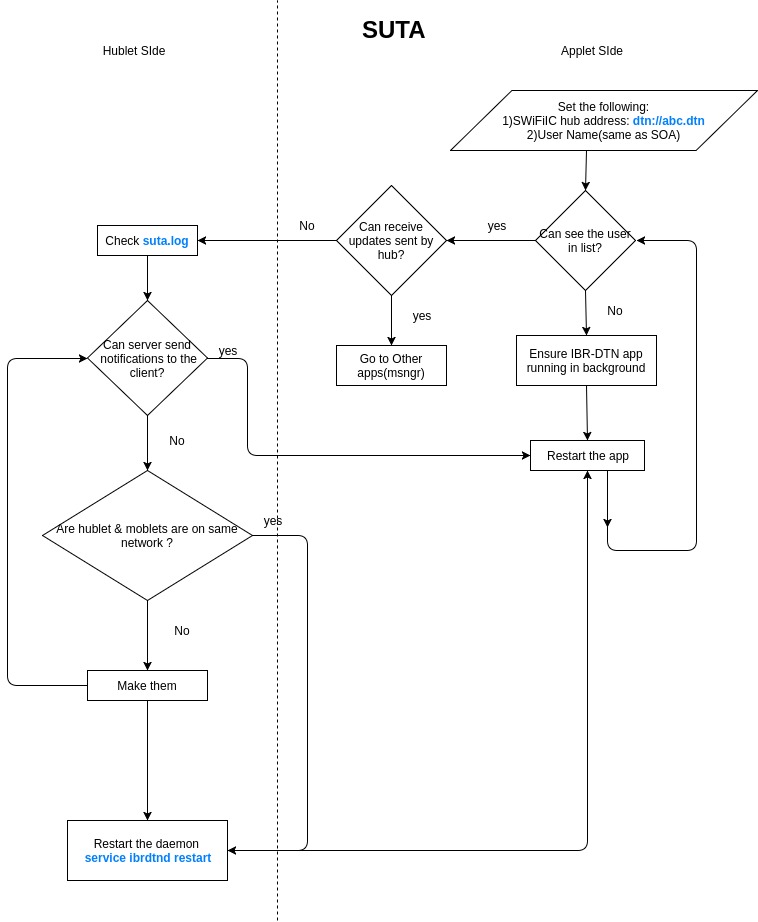 SUTA
Hublet SIde
Applet SIde
Set the following:
1)SWiFiIC hub address: dtn://abc.dtn
2)User Name(same as SOA)
Can see the user
in list?
yes
No
Can receive
updates sent by
hub?
No
yes
Go to Other
apps(msngr)
Ensure IBR-DTN app
running in background
Restart the app
Check suta.log
Can server send
notifications to the
client?
yes
No
Are hublet & moblets are on same
network ?
yes
No
Make them
Restart the daemon
service ibrdtnd restart